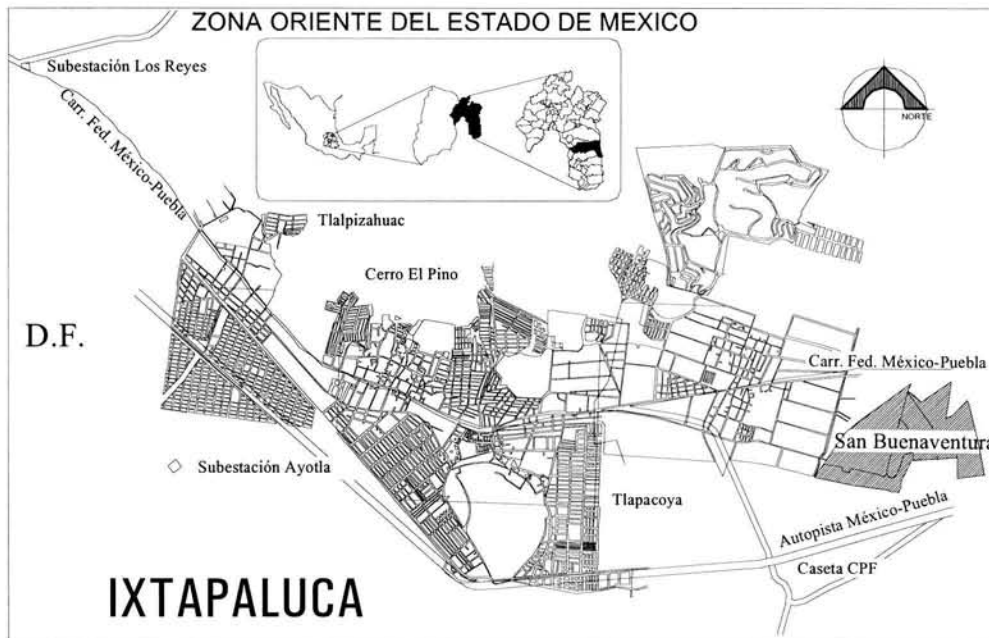 ZONA ORIENTE DEL ESTADO DE MEXICO
Subestación Los Reyes
Carr. Fed. México-Puebla
NORTE
Tlalpizahuac
Cerro El Pino
D.F.
Carr. Fed. México-Puebla
San Buenaventura
Subestación Ayotla
Tlapacoya
Autopista México-Puebla
Caseta CPF
IXTAPALUCA